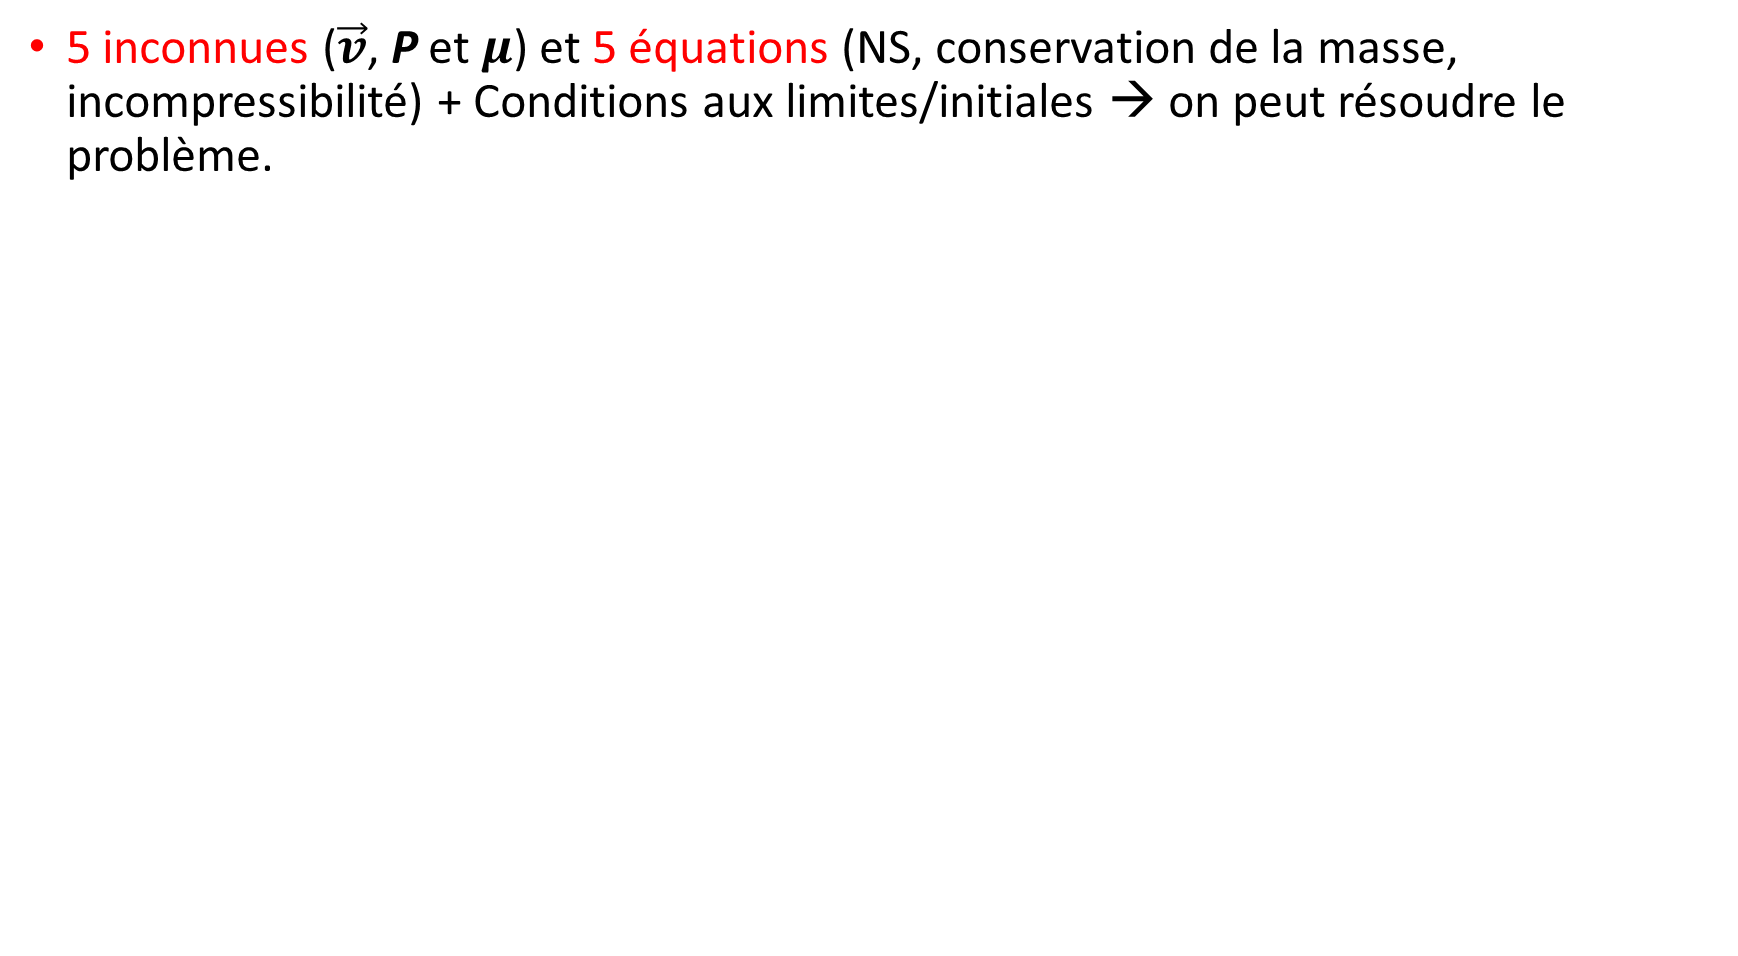 • 5 inconnues (v⃗, P et μ) et 5 équations (NS, conservation de la masse,
incompressibilité) + Conditions aux limites/initiales → on peut résoudre le
problème.